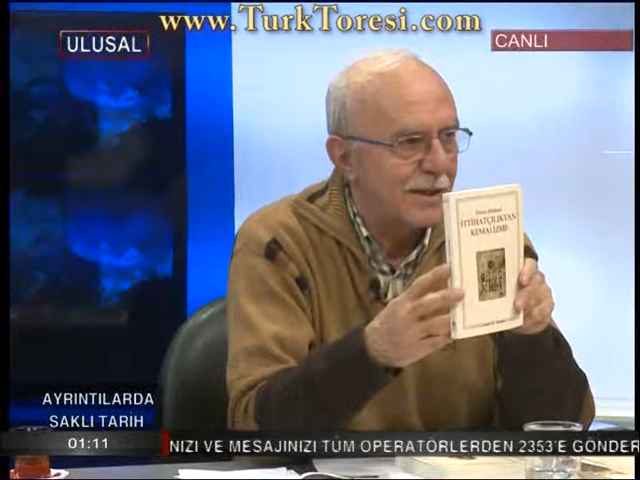 www.TurkToresi.com
ULUSAL
CANLI
İTTİHATÇILIKTAN
KEMALİZME
AYRINTILARDA
SAKLI TARİH
01:11
NIZI VE MESAJINIZI TÜM OPERATÖRLERDEN 2353'E GÖNDER